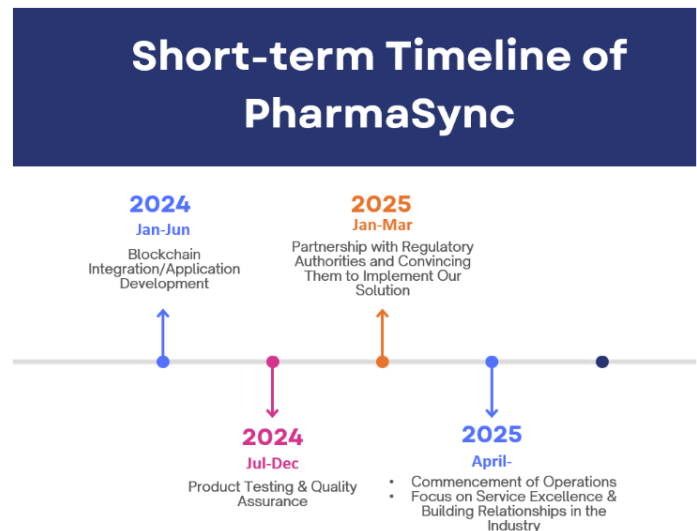 Short-term Timeline of
PharmaSync
2024
Jan-Jun
Blockchain
Integration/Application
Development
2025
Jan-Mar
Partnership with Regulatory
Authorities and Convincing
Them to Implement Our
Solution
2024
Jul-Dec
Product Testing & Quality
Assurance
2025
April-
• Commencement of Operations
• Focus on Service Excellence &
Building Relationships in the
Industry